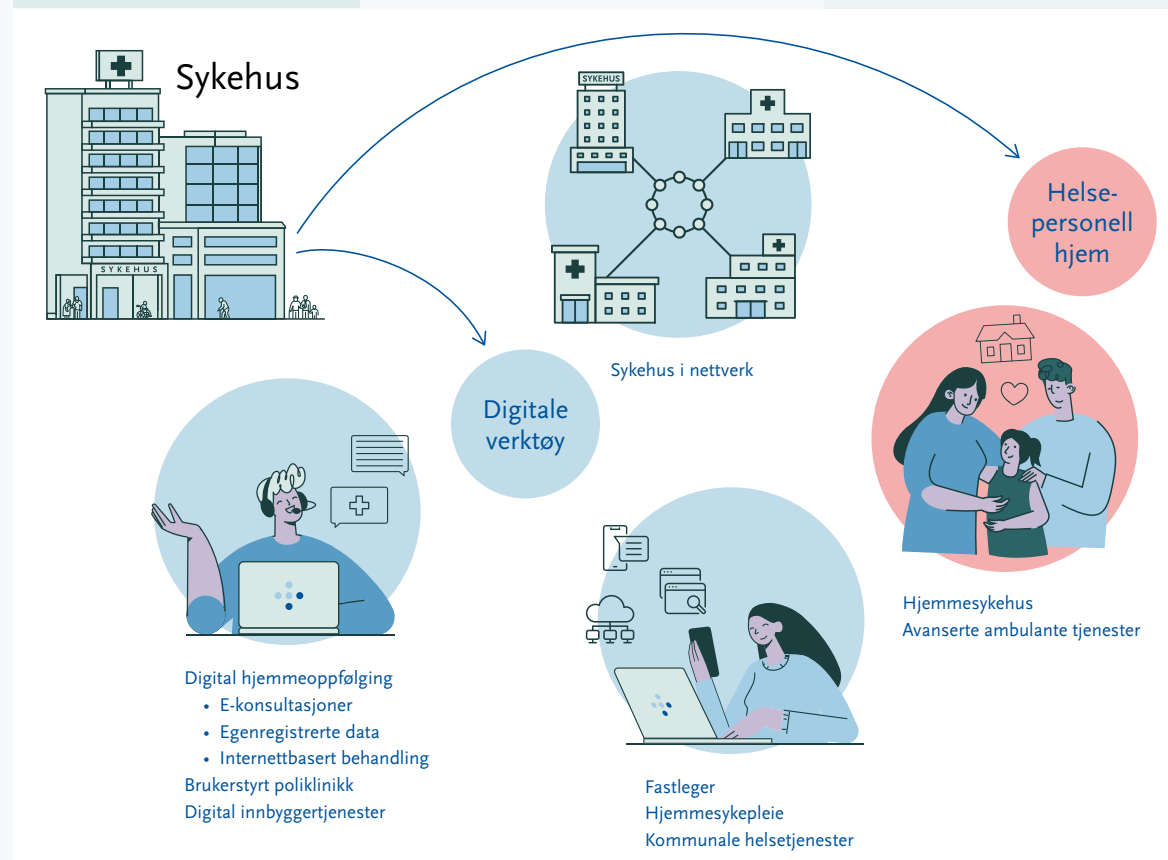 Sykehus
SYKEHUS
SYKEHUS
Sykehus i nettverk
Helse-
personell
hjem
Digitale
verktøy
Hjemmesykehus
Avanserte ambulante tjenester
Digital hjemmeoppfølging
• E-konsultasjoner
• Egenregistrerte data
• Internettbasert behandling
Brukerstyrt poliklinikk
Digital innbyggertjenester
Fastleger
Hjemmesykepleie
Kommunale helsetjenester